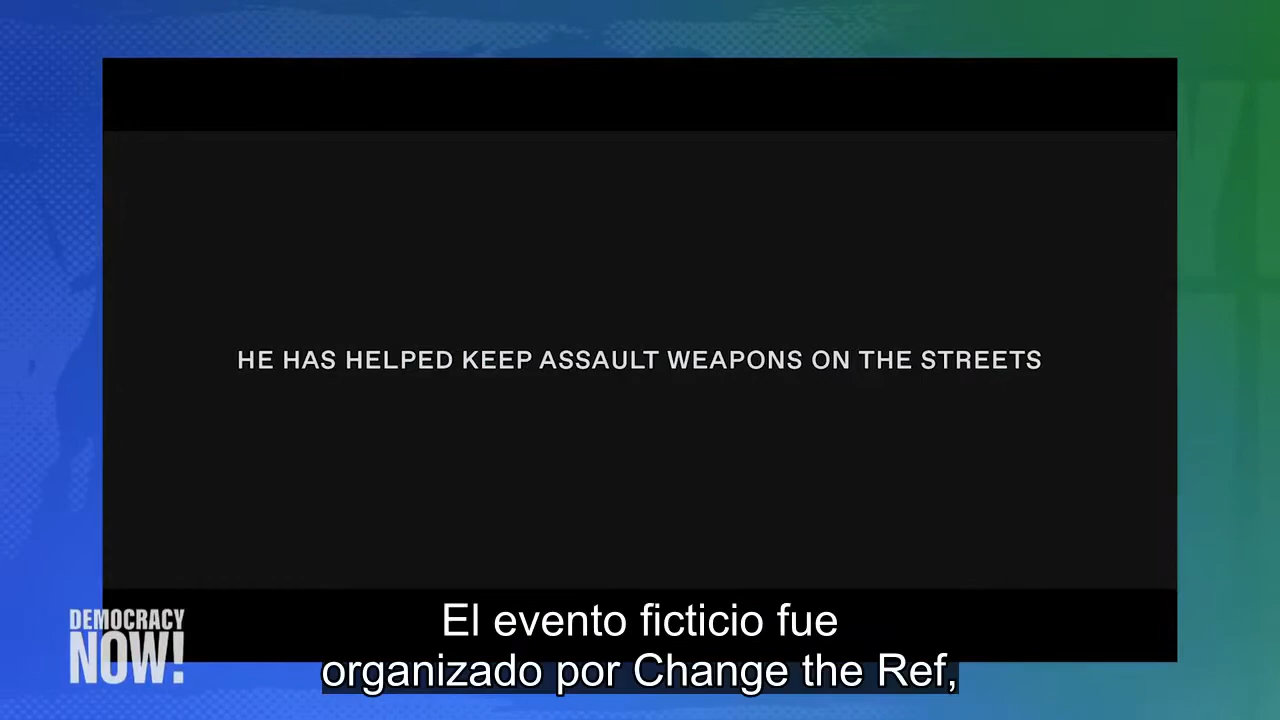 HE HAS HELPED KEEP ASSAULT WEAPONS ON THE STREETS
DEMOCRACY
NOW!
El evento ficticio fue
organizado por Change the Ref,